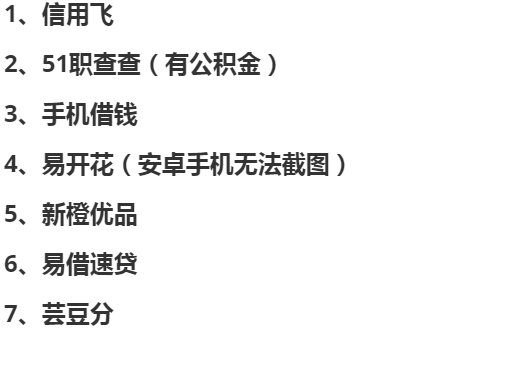 1、信用飞
2、51职查查（有公积金）
3、手机借钱
4、易开花（安卓手机无法截图）
5、新橙优品
6、易借速贷
7、芸豆分